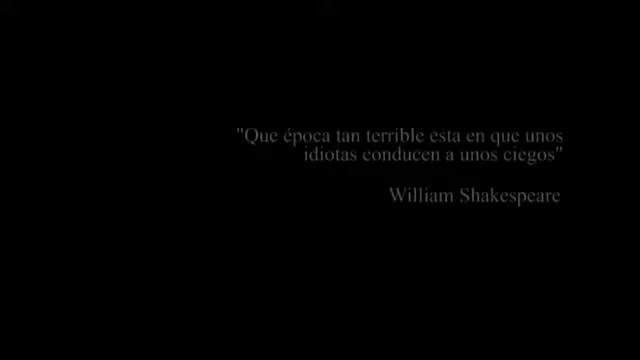 "Que época tan terrible esta en que unos
idiotas conducen a unos ciegos"
William Shakespeare